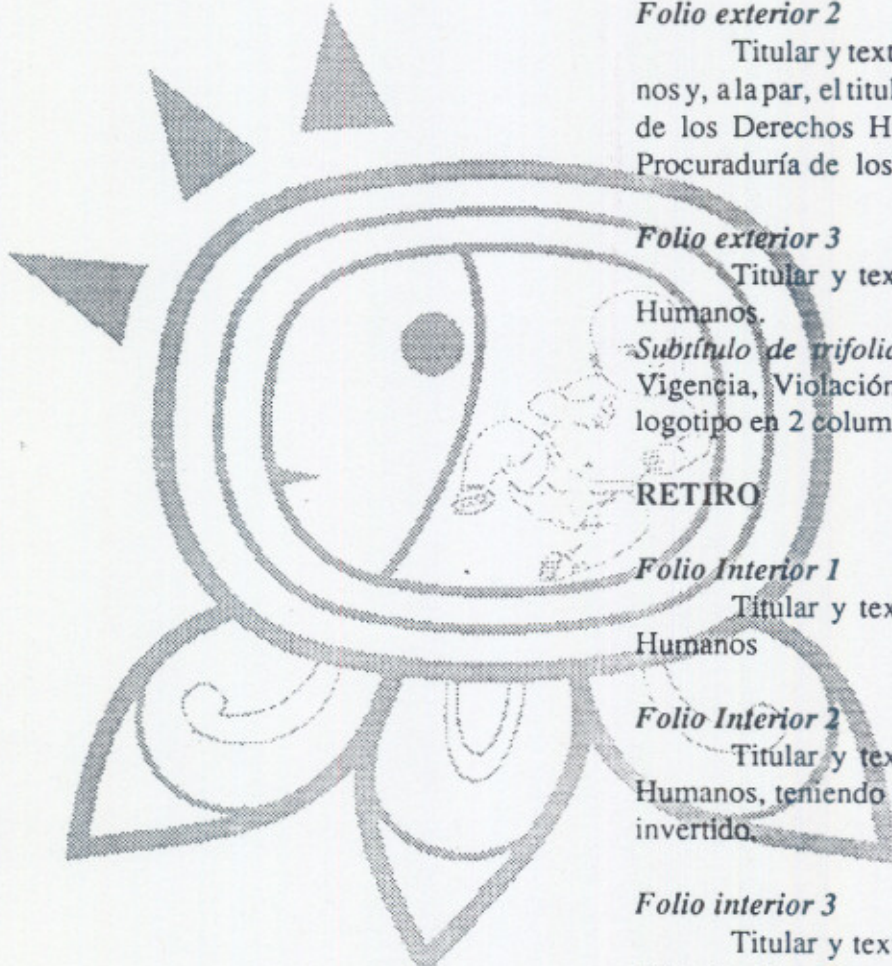 Folio exterior 2
Titular y text
nos y, a la par, el titul
de los Derechos H
Procuraduría de los
Folio exterior 3
Titular y tex
Humanos.
Subtítulo de trifolia
Vigencia, Violación
logotipo en 2 colum
RETIRO
Folio Interior 1
Titular y tex
Humanos
Folio Interior 2
Titular y tex
Humanos, teniendo
invertido.
Folio interior 3
Titular y tex